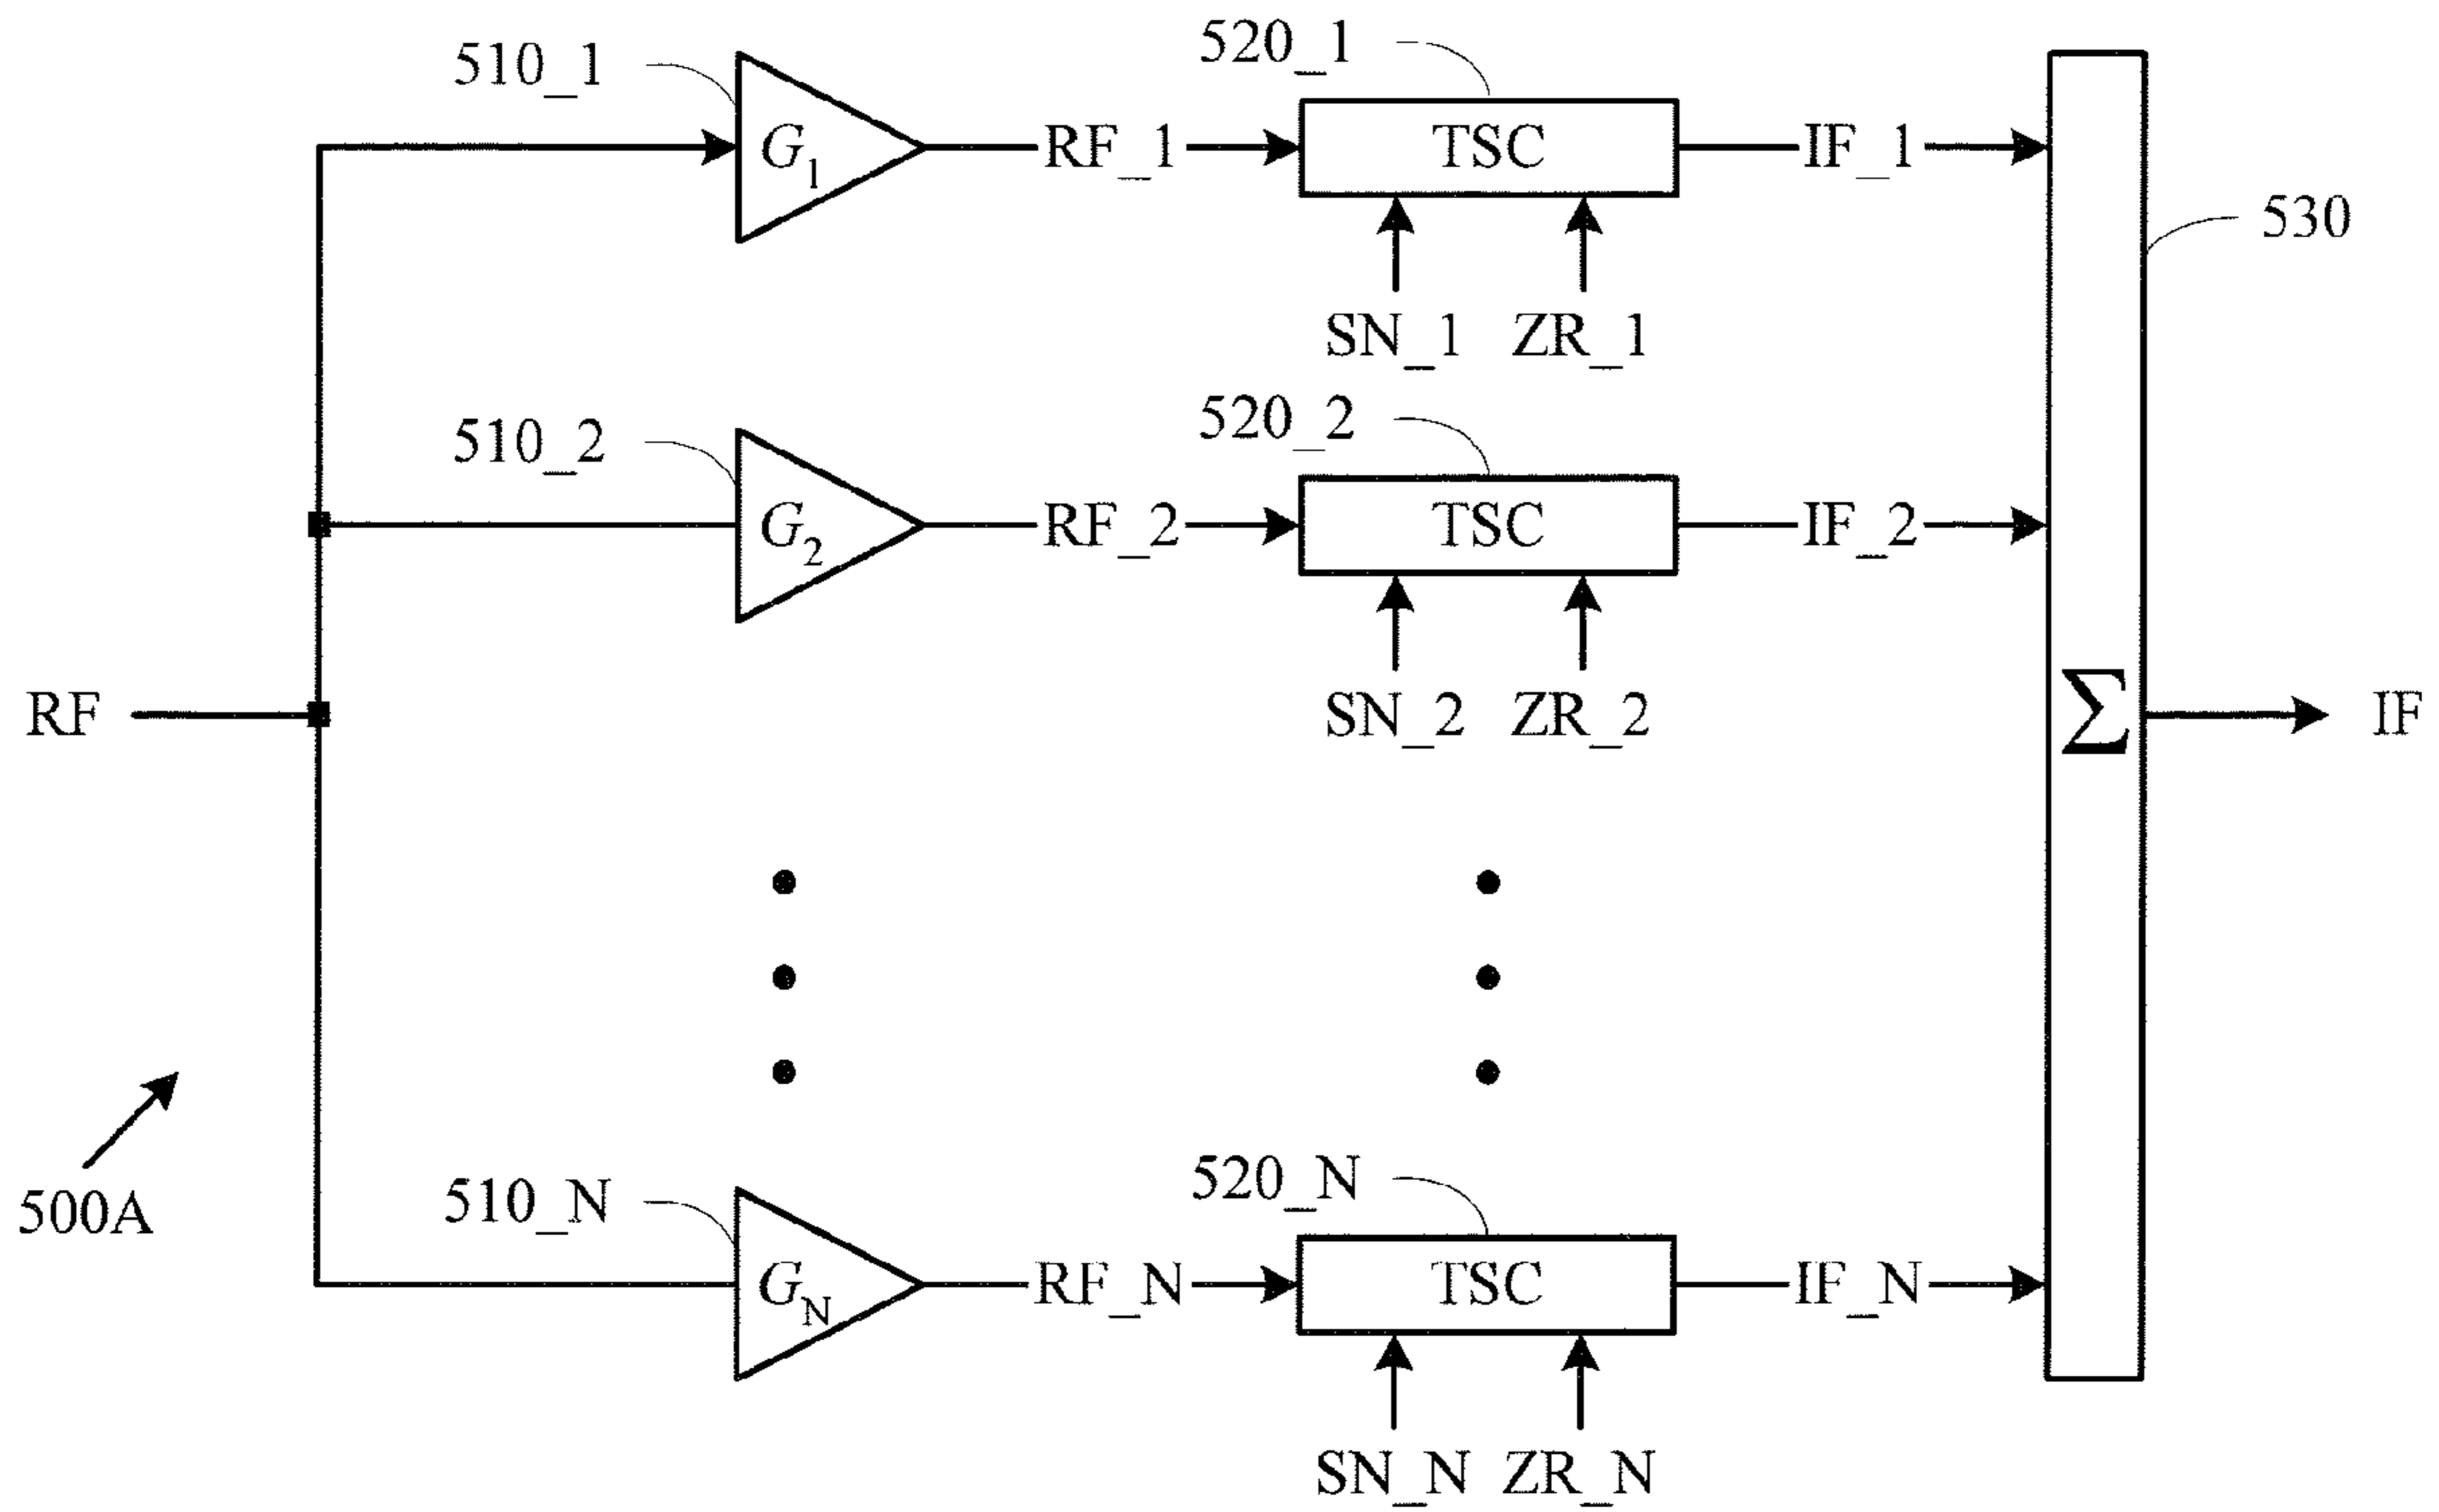 510_1
520_1
G1
RF_1
TSC
IF_1
530
SN_1
ZR_1
510_2
520_2
G2
RF_2
TSC
IF_2
SN_2
ZR_2
RF
Σ
IF
500A
510_N
520_N
GN
RF_N
TSC
IF_N
SN_N
ZR_N